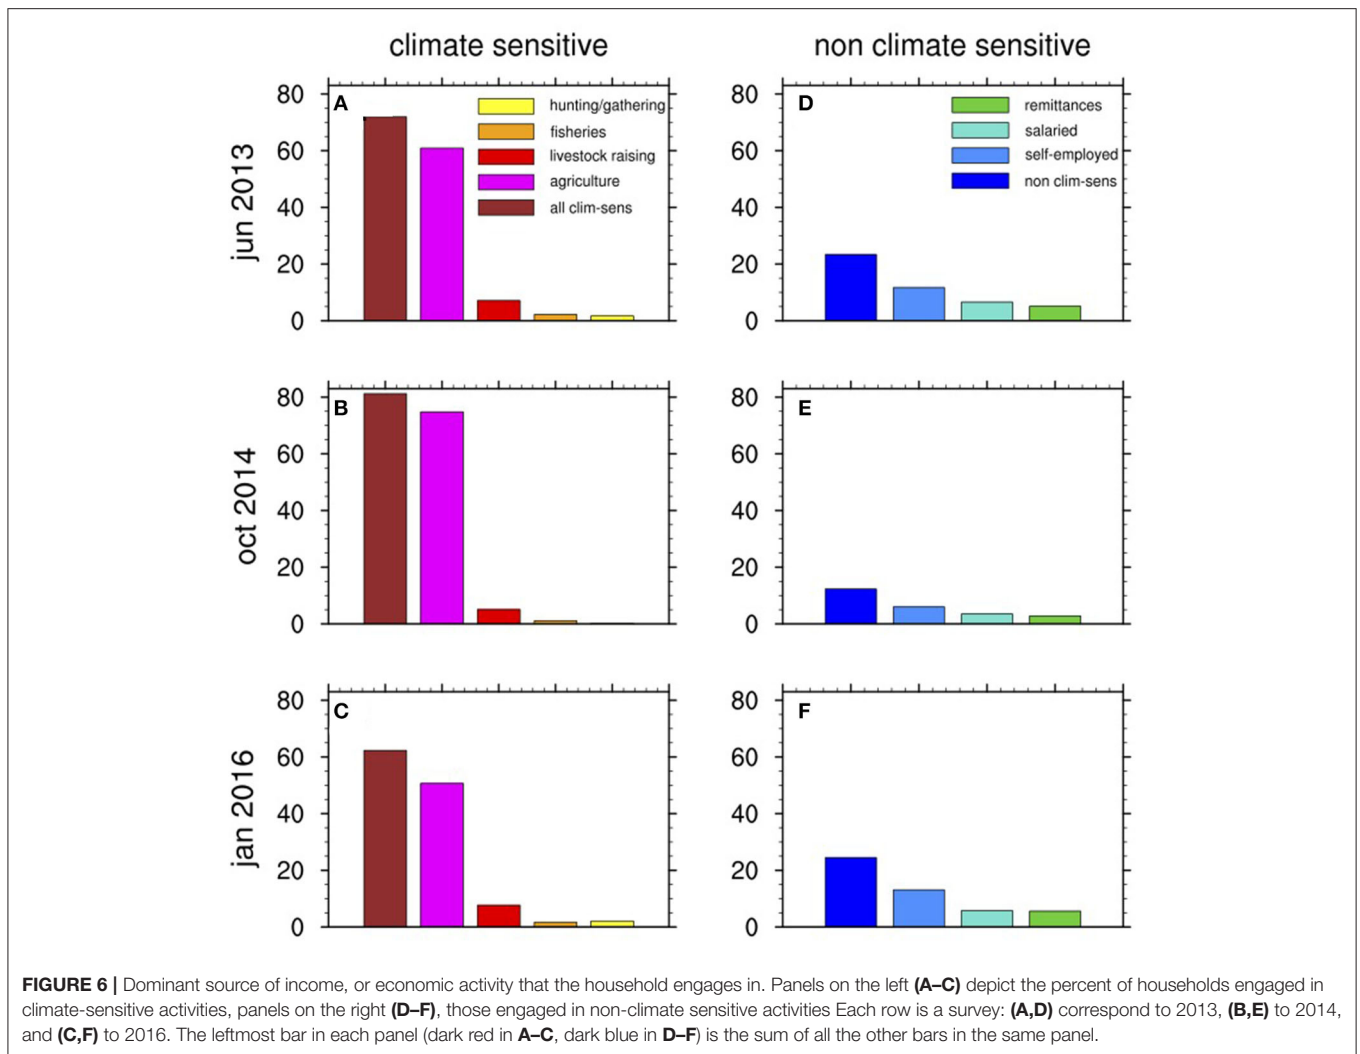 climate sensitive
non climate sensitive
jun 2013
80
60
40
20
0
A
hunting/gathering
fisheries
livestock raising
agriculture
all clim-sens
80
60
40
20
0
D
remittances
salaried
self-employed
non clim-sens
oct 2014
80
60
40
20
0
B
80
60
40
20
0
E
jan 2016
80
60
40
20
0
C
80
60
40
20
0
F
FIGURE 6 | Dominant source of income, or economic activity that the household engages in. Panels on the left (A–C) depict the percent of households engaged in
climate-sensitive activities, panels on the right (D–F), those engaged in non-climate sensitive activities Each row is a survey: (A,D) correspond to 2013, (B,E) to 2014,
and (C,F) to 2016. The leftmost bar in each panel (dark red in A–C, dark blue in D–F) is the sum of all the other bars in the same panel.